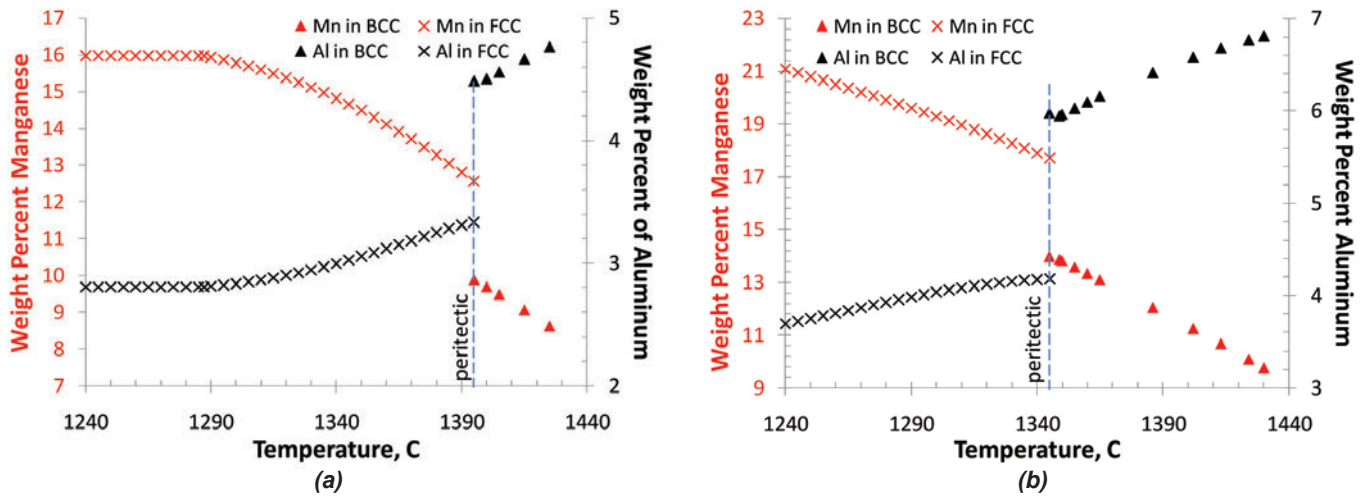 ▲ Mn in BCC × Mn in FCC
▲ Al in BCC × Al in FCC
Weight Percent Manganese
17
16
15
14
13
12
11
10
9
8
7
peritectic
5
4
3
2
Weight Percent of Aluminum
1240 1290 1340 1390 1440
Temperature, C
(a)
▲ Mn in BCC × Mn in FCC
▲ Al in BCC × Al in FCC
Weight Percent Manganese
23
21
19
17
15
13
11
9
peritectic
7
6
5
4
3
Weight Percent Aluminum
1240 1290 1340 1390 1440
Temperature, C
(b)